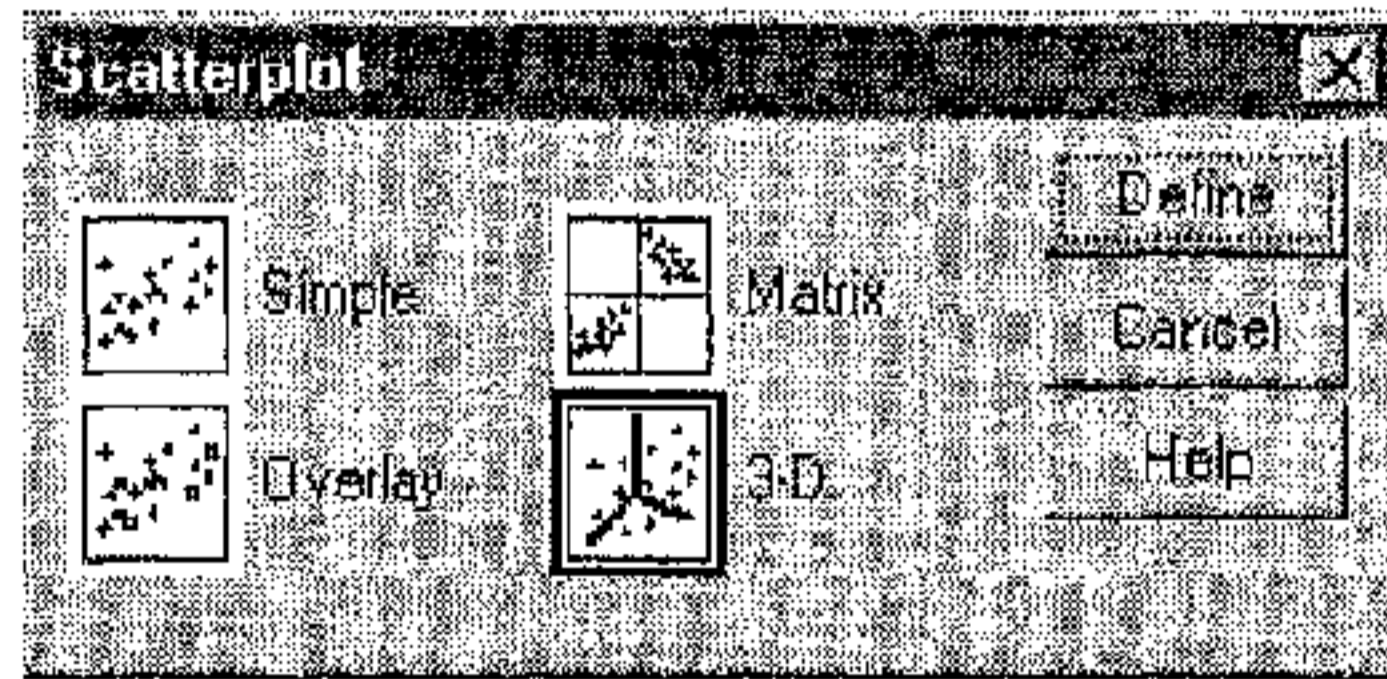 Scatterplot
Simple
Matrix
Define
Cancel
Overlay
3-D
Help